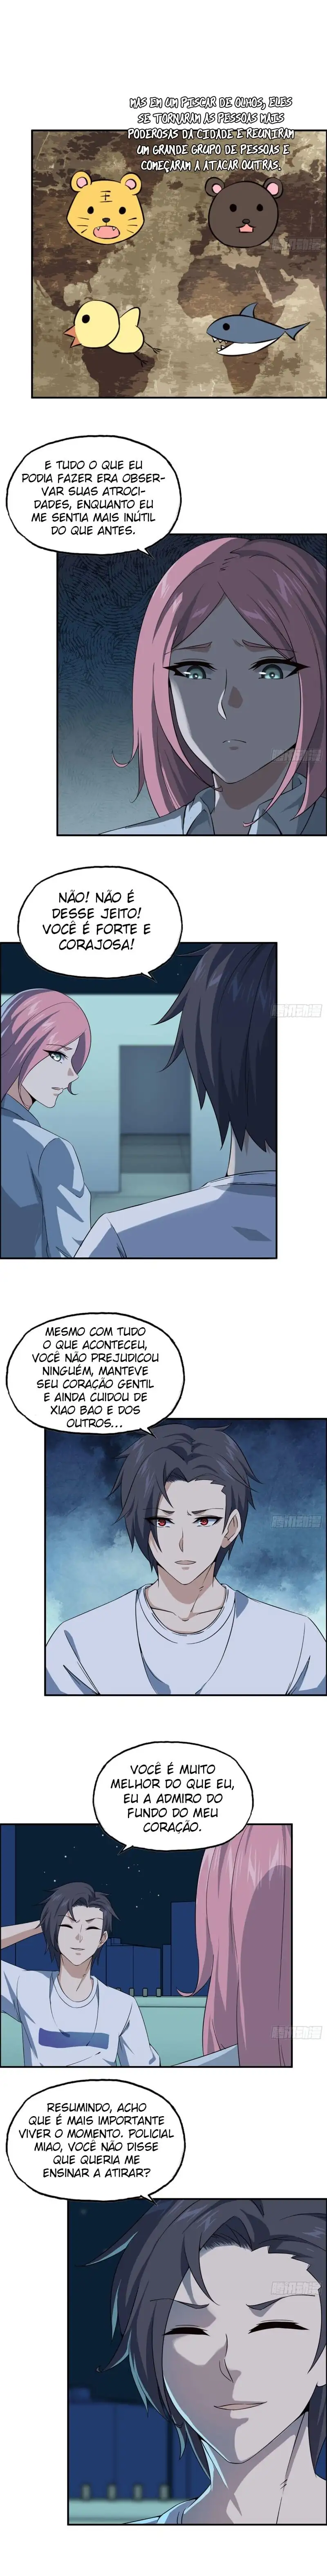 MAS EM UM PISCAR DE OLHOS, ELES
SE TORNARAM AS PESSOAS MAIS
PODEROSAS DA CIDADE E REUNIRAM
UM GRANDE GRUPO DE PESSOAS E
COMEÇARAM A ATACAR OUTRAS.
E TUDO O QUE EU
PODIA FAZER ERA OBSER-
VAR SUAS ATROCI-
DADES, ENQUANTO EU
ME SENTIA MAIS INÚTIL
DO QUE ANTES.
NÃO! NÃO É
DESSE JEITO!
VOCÊ É FORTE E
CORAJOSA!
MESMO COM TUDO
O QUE ACONTECEU,
VOCÊ NÃO PREJUDICOU
NINGUÉM, MANTEVE
SEU CORAÇÃO GENTIL
E AINDA CUIDOU DE
XIAO BAO E DOS
OUTROS...
VOCÊ É MUITO
MELHOR DO QUE EU,
EU A ADMIRO DO
FUNDO DO MEU
CORAÇÃO.
RESUMINDO, ACHO
QUE É MAIS IMPORTANTE
VIVER O MOMENTO. POLICIAL
MIAO, VOCÊ NÃO DISSE
QUE QUERIA ME
ENSINAR A ATIRAR?